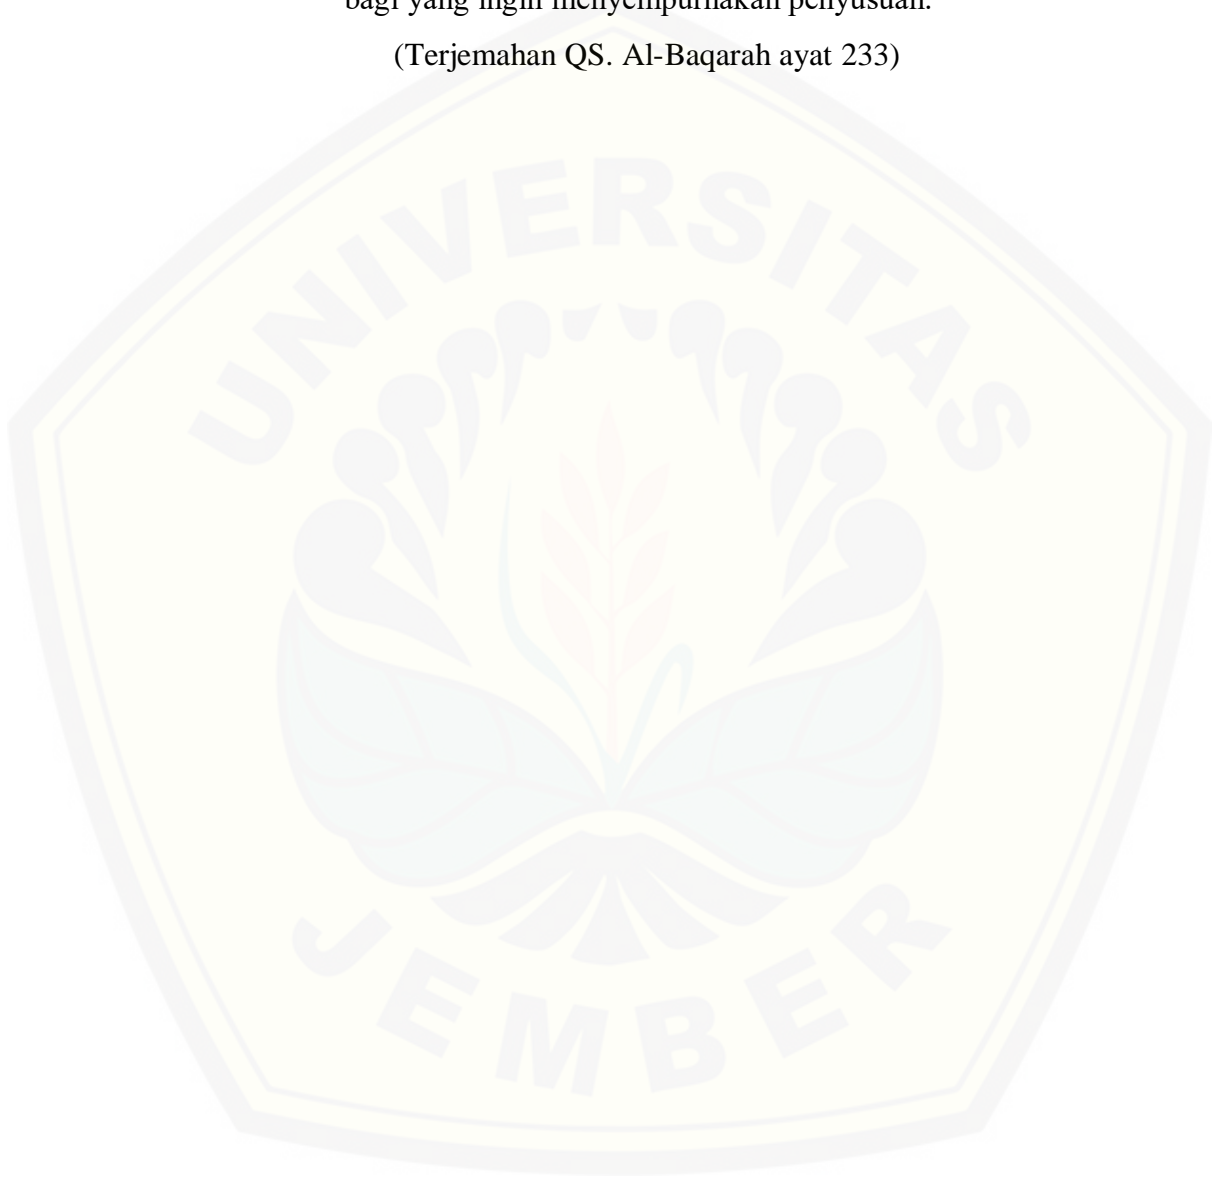 bagi yang ingin menyempurnakan penyusuan.
(Terjemahan QS. Al-Baqarah ayat 233)
UNIVERSITAS
JEMBER